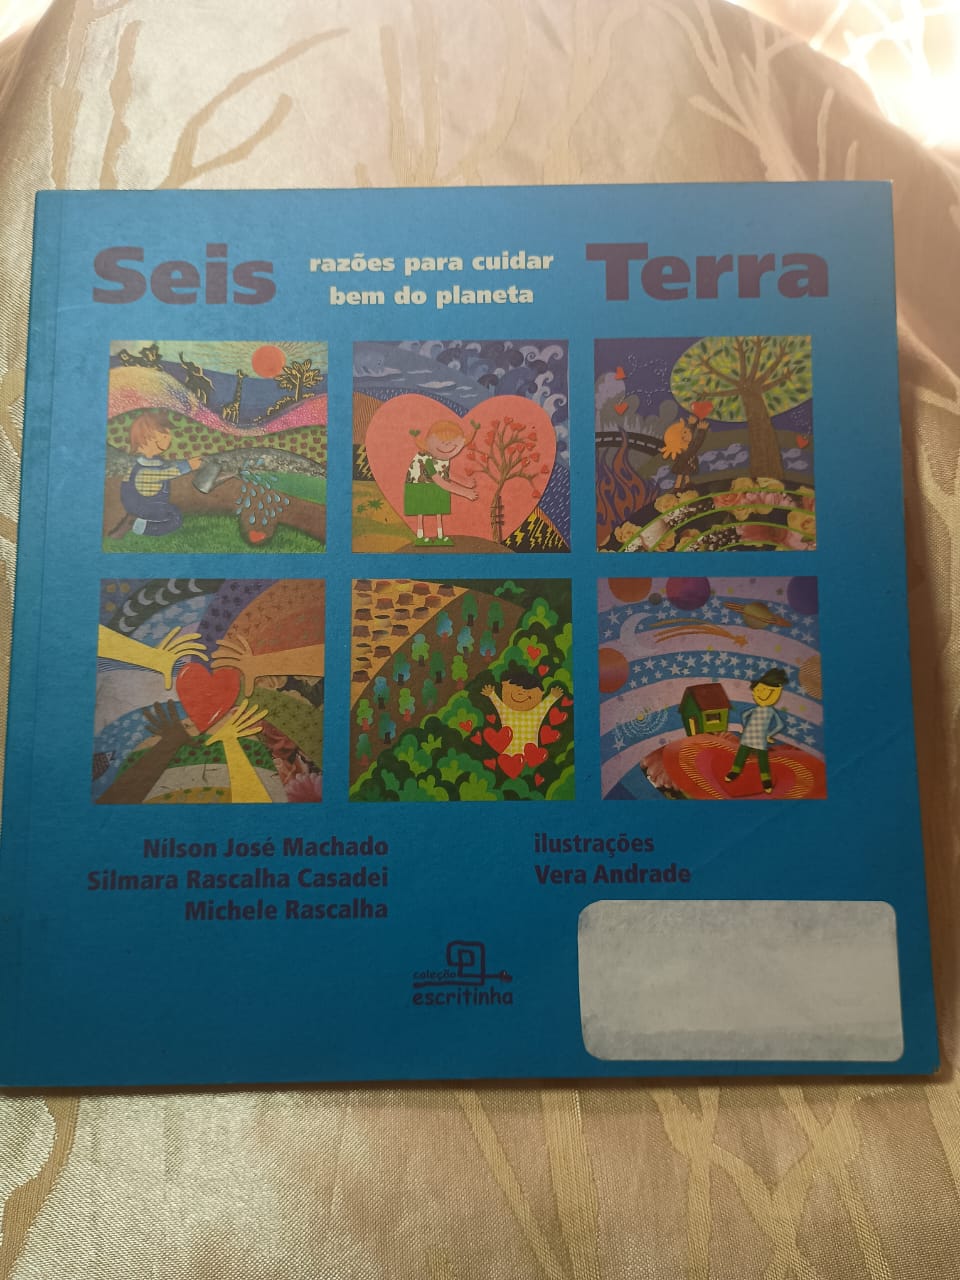 Seis
razões para cuidar
bem do planeta
Terra
Nílson José Machado
Silmara Rascalha Casadei
Michele Rascalha
ilustrações
Vera Andrade
coleção
escritinha